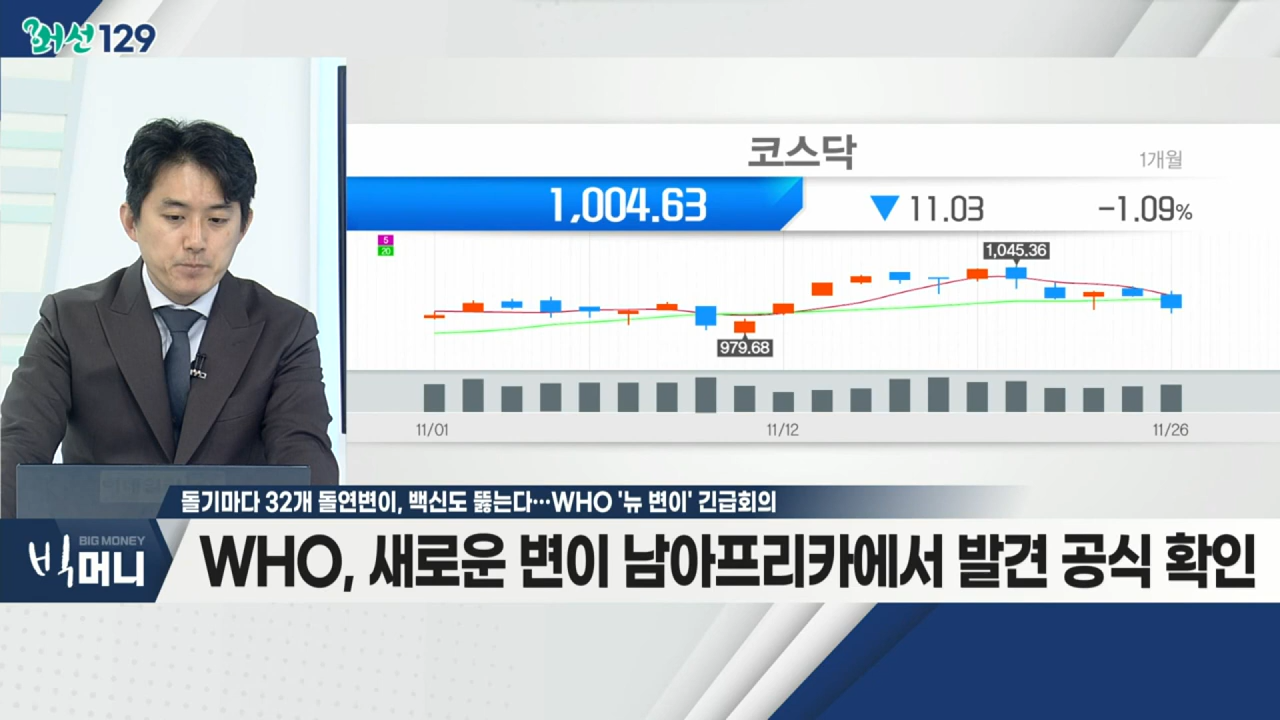 머선129
코스닥
1개월
1,004.63 ▼ 11.03 -1.09%
5
20
1,045.36
979.68
11/01 11/12 11/26
돌기마다 32개 돌연변이, 백신도 뚫는다…WHO '뉴 변이' 긴급회의
BIG MONEY
빅머니
WHO, 새로운 변이 남아프리카에서 발견 공식 확인